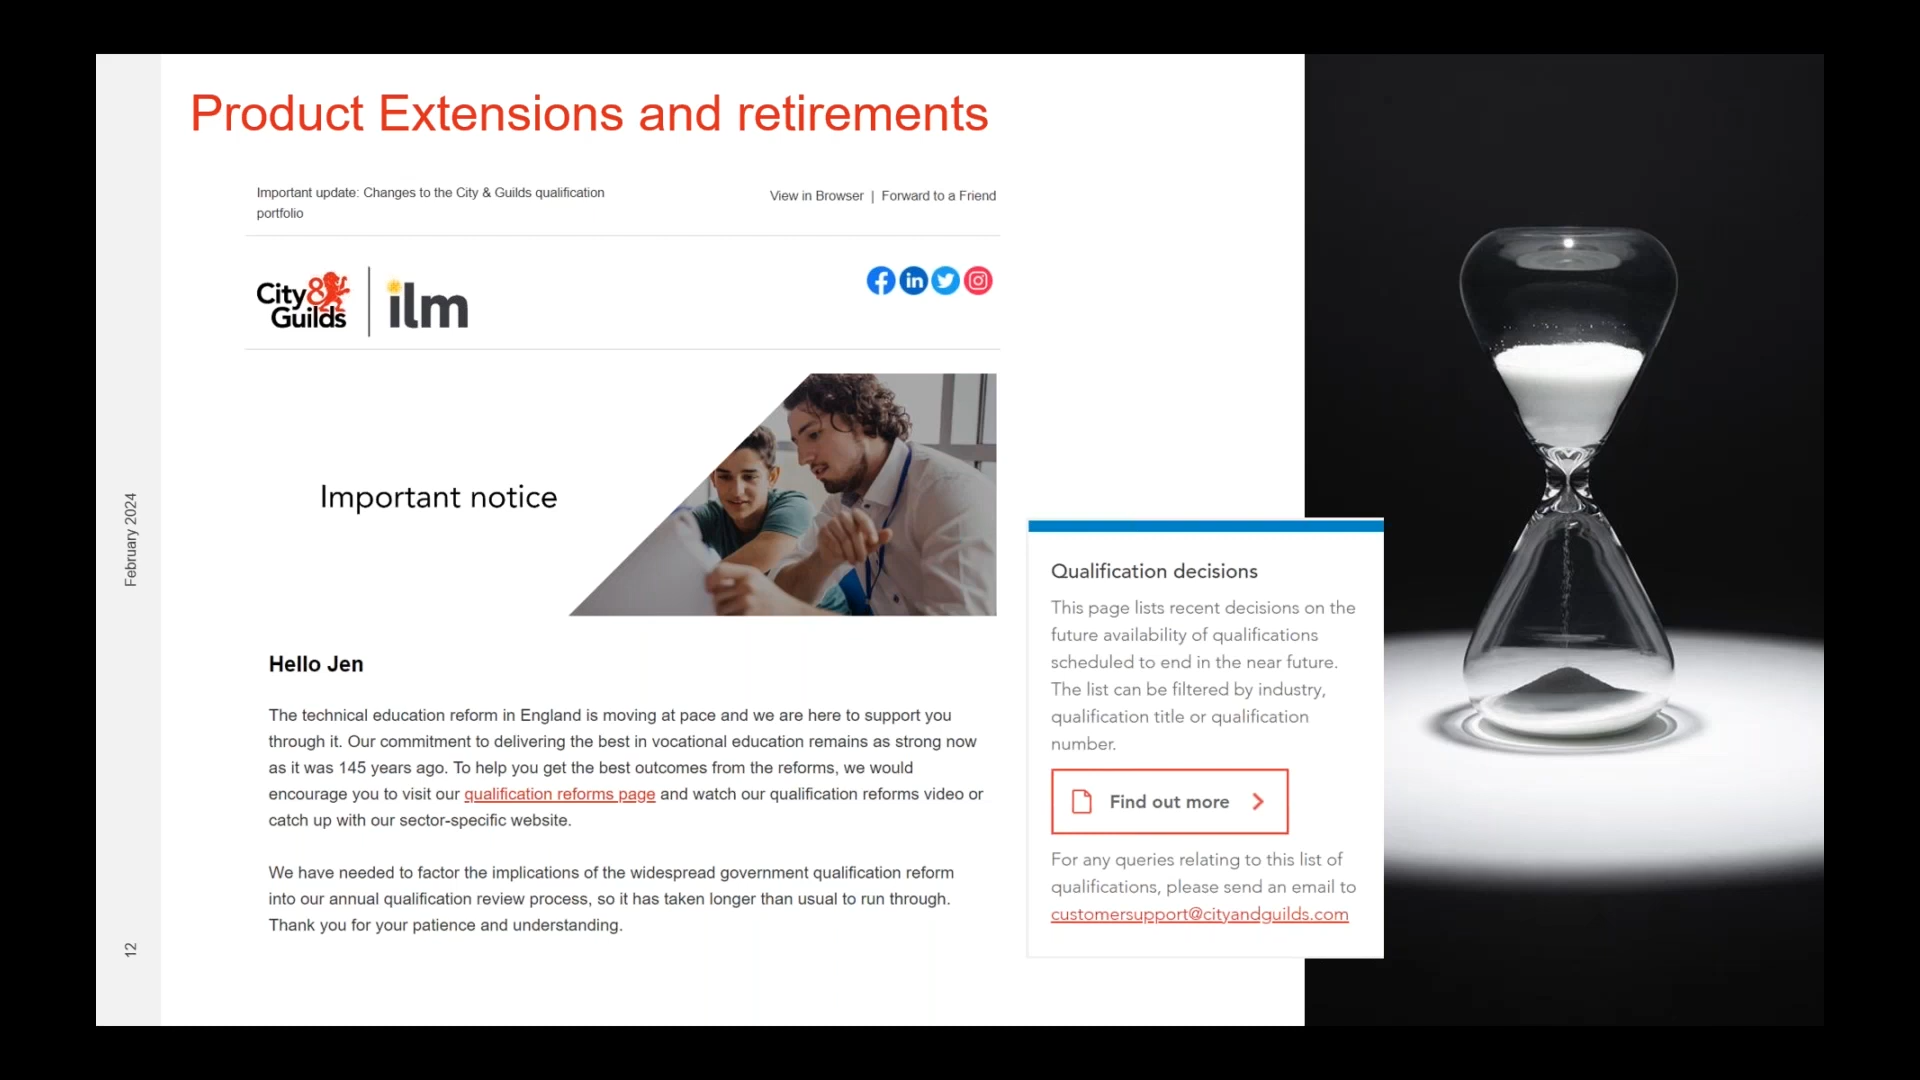 Product Extensions and retirements
Important update: Changes to the City & Guilds qualification
portfolio
View in Browser | Forward to a Friend
City&
Guilds
ilm
Important notice
Hello Jen
The technical education reform in England is moving at pace and we are here to support you
through it. Our commitment to delivering the best in vocational education remains as strong now
as it was 145 years ago. To help you get the best outcomes from the reforms, we would
encourage you to visit our qualification reforms page and watch our qualification reforms video or
catch up with our sector-specific website.
We have needed to factor the implications of the widespread government qualification reform
into our annual qualification review process, so it has taken longer than usual to run through.
Thank you for your patience and understanding.
Qualification decisions
This page lists recent decisions on the
future availability of qualifications
scheduled to end in the near future.
The list can be filtered by industry,
qualification title or qualification
number.
Find out more
For any queries relating to this list of
qualifications, please send an email to
customersupport@cityandguilds.com
February 2024
12